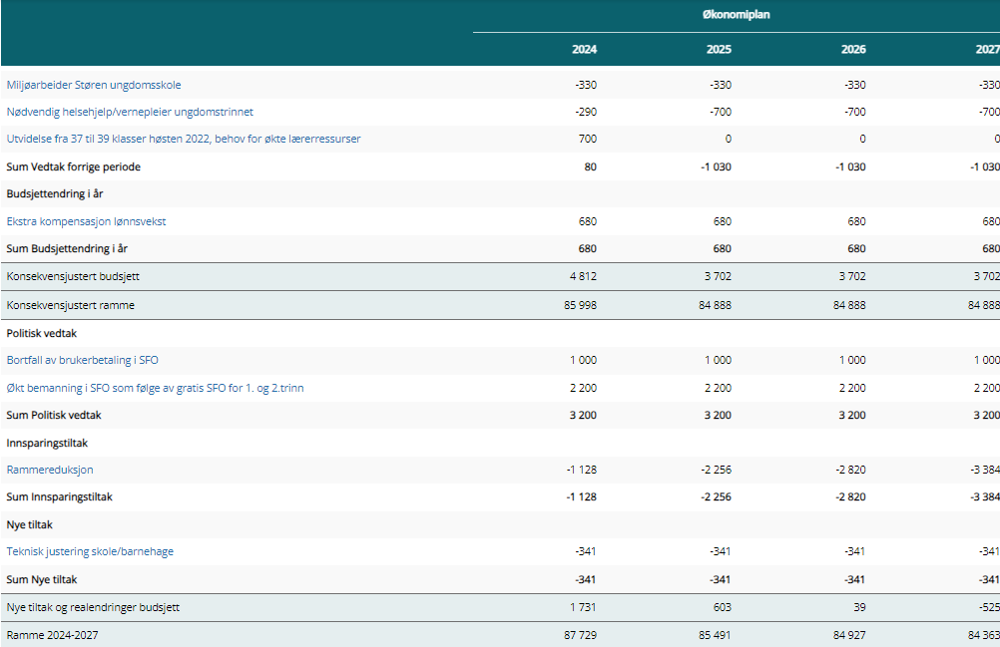 Økonomiplan
2024 2025 2026 2027
Miljøarbeider Støren ungdomsskole -330 -330 -330 -330
Nødvendig helsehjelp/vernepleier ungdomstrinnet -290 -700 -700 -700
Utvidelse fra 37 til 39 klasser høsten 2022, behov for økte lærerressurser 700 0 0 0
Sum Vedtak forrige periode 80 -1 030 -1 030 -1 030
Budsjettendring i år
Ekstra kompensasjon lønnsvekst 680 680 680 680
Sum Budsjettendring i år 680 680 680 680
Konsekvensjustert budsjett 4 812 3 702 3 702 3 702
Konsekvensjustert ramme 85 998 84 888 84 888 84 888
Politisk vedtak
Bortfall av brukerbetaling i SFO 1 000 1 000 1 000 1 000
Økt bemanning i SFO som følge av gratis SFO for 1. og 2.trinn 2 200 2 200 2 200 2 200
Sum Politisk vedtak 3 200 3 200 3 200 3 200
Innsparingstiltak
Rammereduksjon -1 128 -2 256 -2 820 -3 384
Sum Innsparingstiltak -1 128 -2 256 -2 820 -3 384
Nye tiltak
Teknisk justering skole/barnehage -341 -341 -341 -341
Sum Nye tiltak -341 -341 -341 -341
Nye tiltak og realendringer budsjett 1 731 603 39 -525
Ramme 2024-2027 87 729 85 491 84 927 84 363